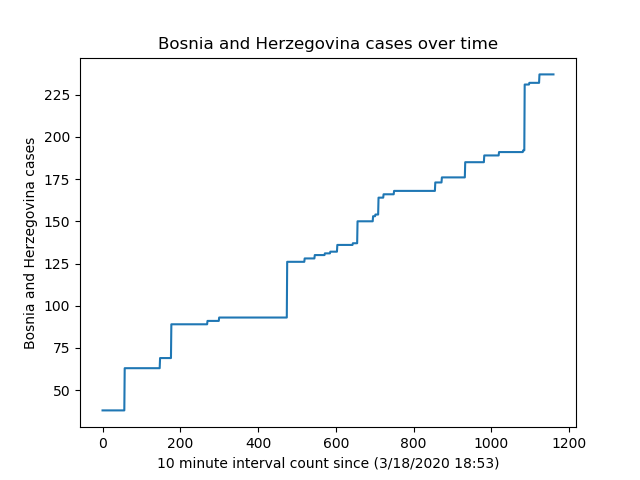 Bosnia and Herzegovina cases over time
Bosnia and Herzegovina cases
225
200
175
150
125
100
75
50
0 200 400 600 800 1000 1200
10 minute interval count since (3/18/2020 18:53)